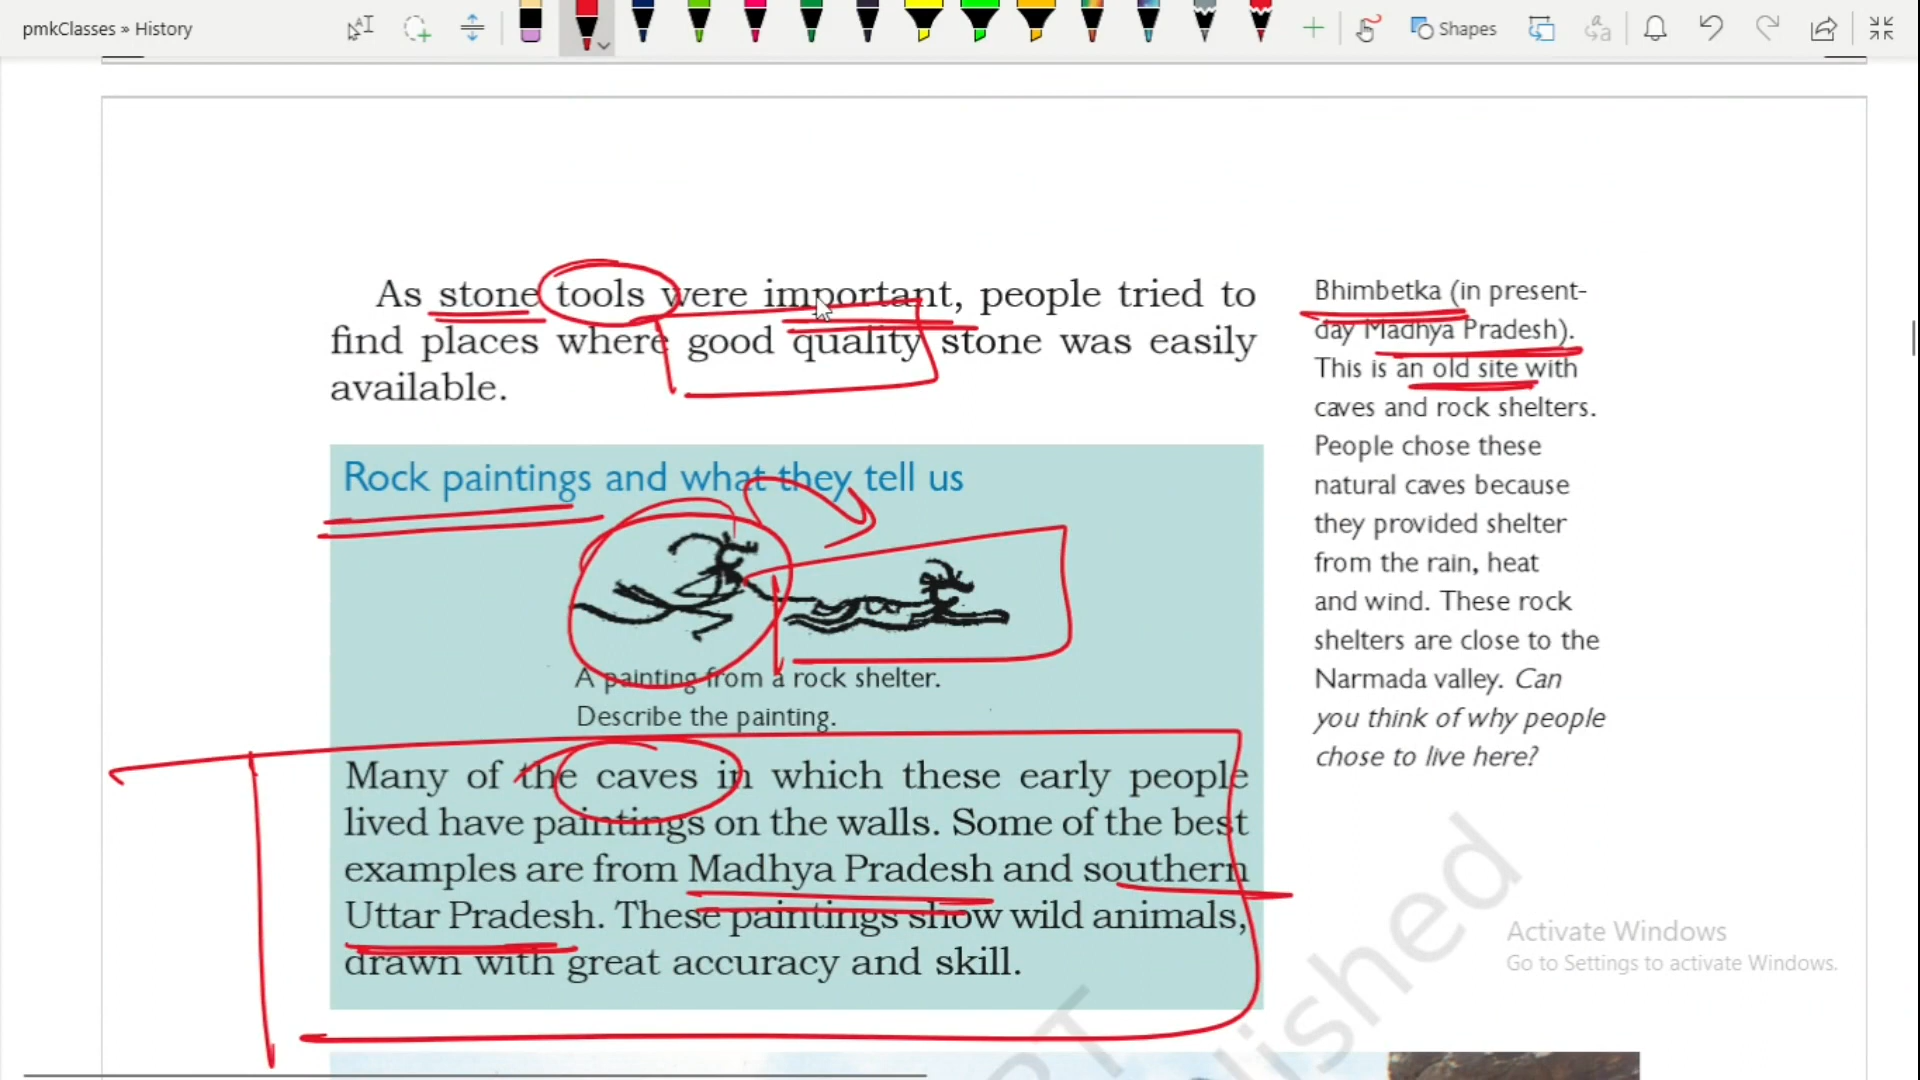 pmkClasses » History
Shapes
As stone tools were important, people tried to
find places where good quality stone was easily
available.
Rock paintings and what they tell us
A painting from a rock shelter.
Describe the painting.
Many of the caves in which these early people
lived have paintings on the walls. Some of the best
examples are from Madhya Pradesh and southern
Uttar Pradesh. These paintings show wild animals,
drawn with great accuracy and skill.
Bhimbetka (in present-
day Madhya Pradesh).
This is an old site with
caves and rock shelters.
People chose these
natural caves because
they provided shelter
from the rain, heat
and wind. These rock
shelters are close to the
Narmada valley. Can
you think of why people
chose to live here?
Activate Windows
Go to Settings to activate Windows.